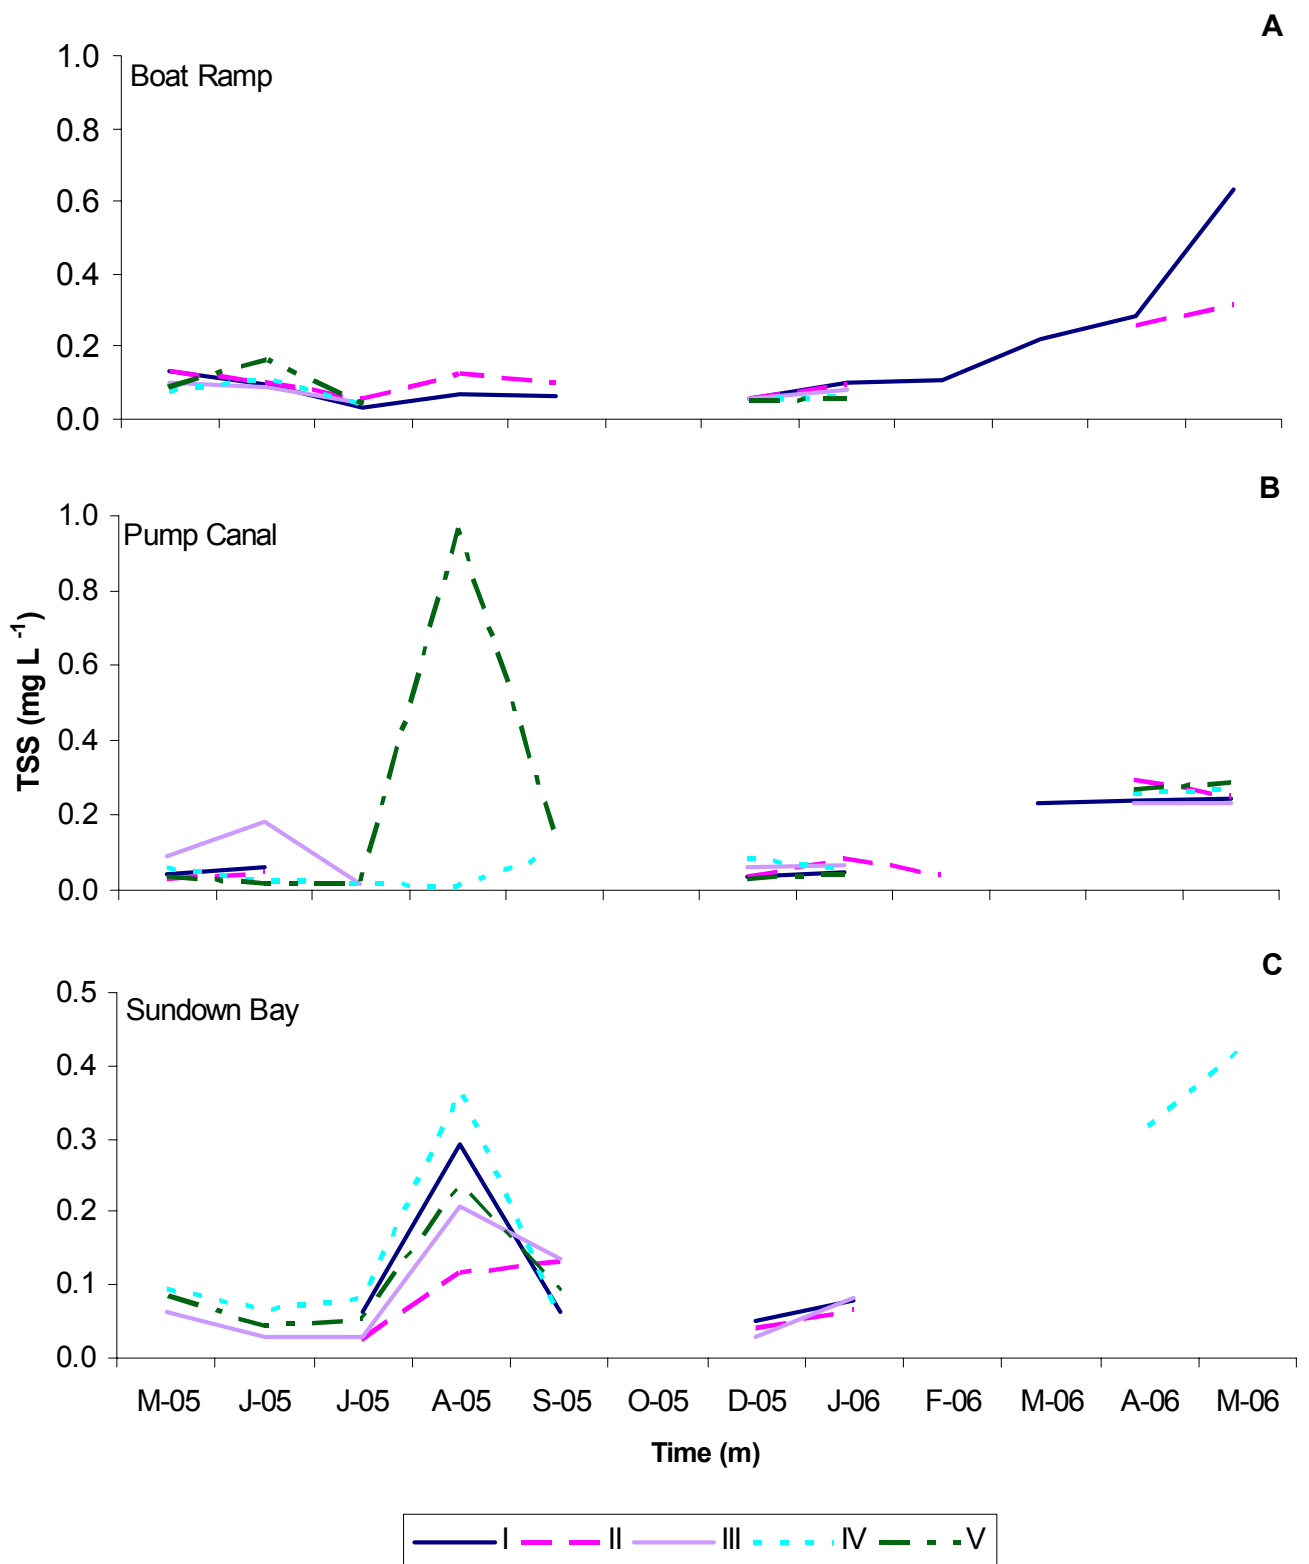 A
1.0
Boat Ramp
0.8
0.6
0.4
0.2
0.0
B
1.0
Pump Canal
0.8
0.6
0.4
0.2
0.0
TSS (mg L -1)
C
0.5
Sundown Bay
0.4
0.3
0.2
0.1
0.0
M-05 J-05 J-05 A-05 S-05 O-05 D-05 J-06 F-06 M-06 A-06 M-06
Time (m)
I II III IV V